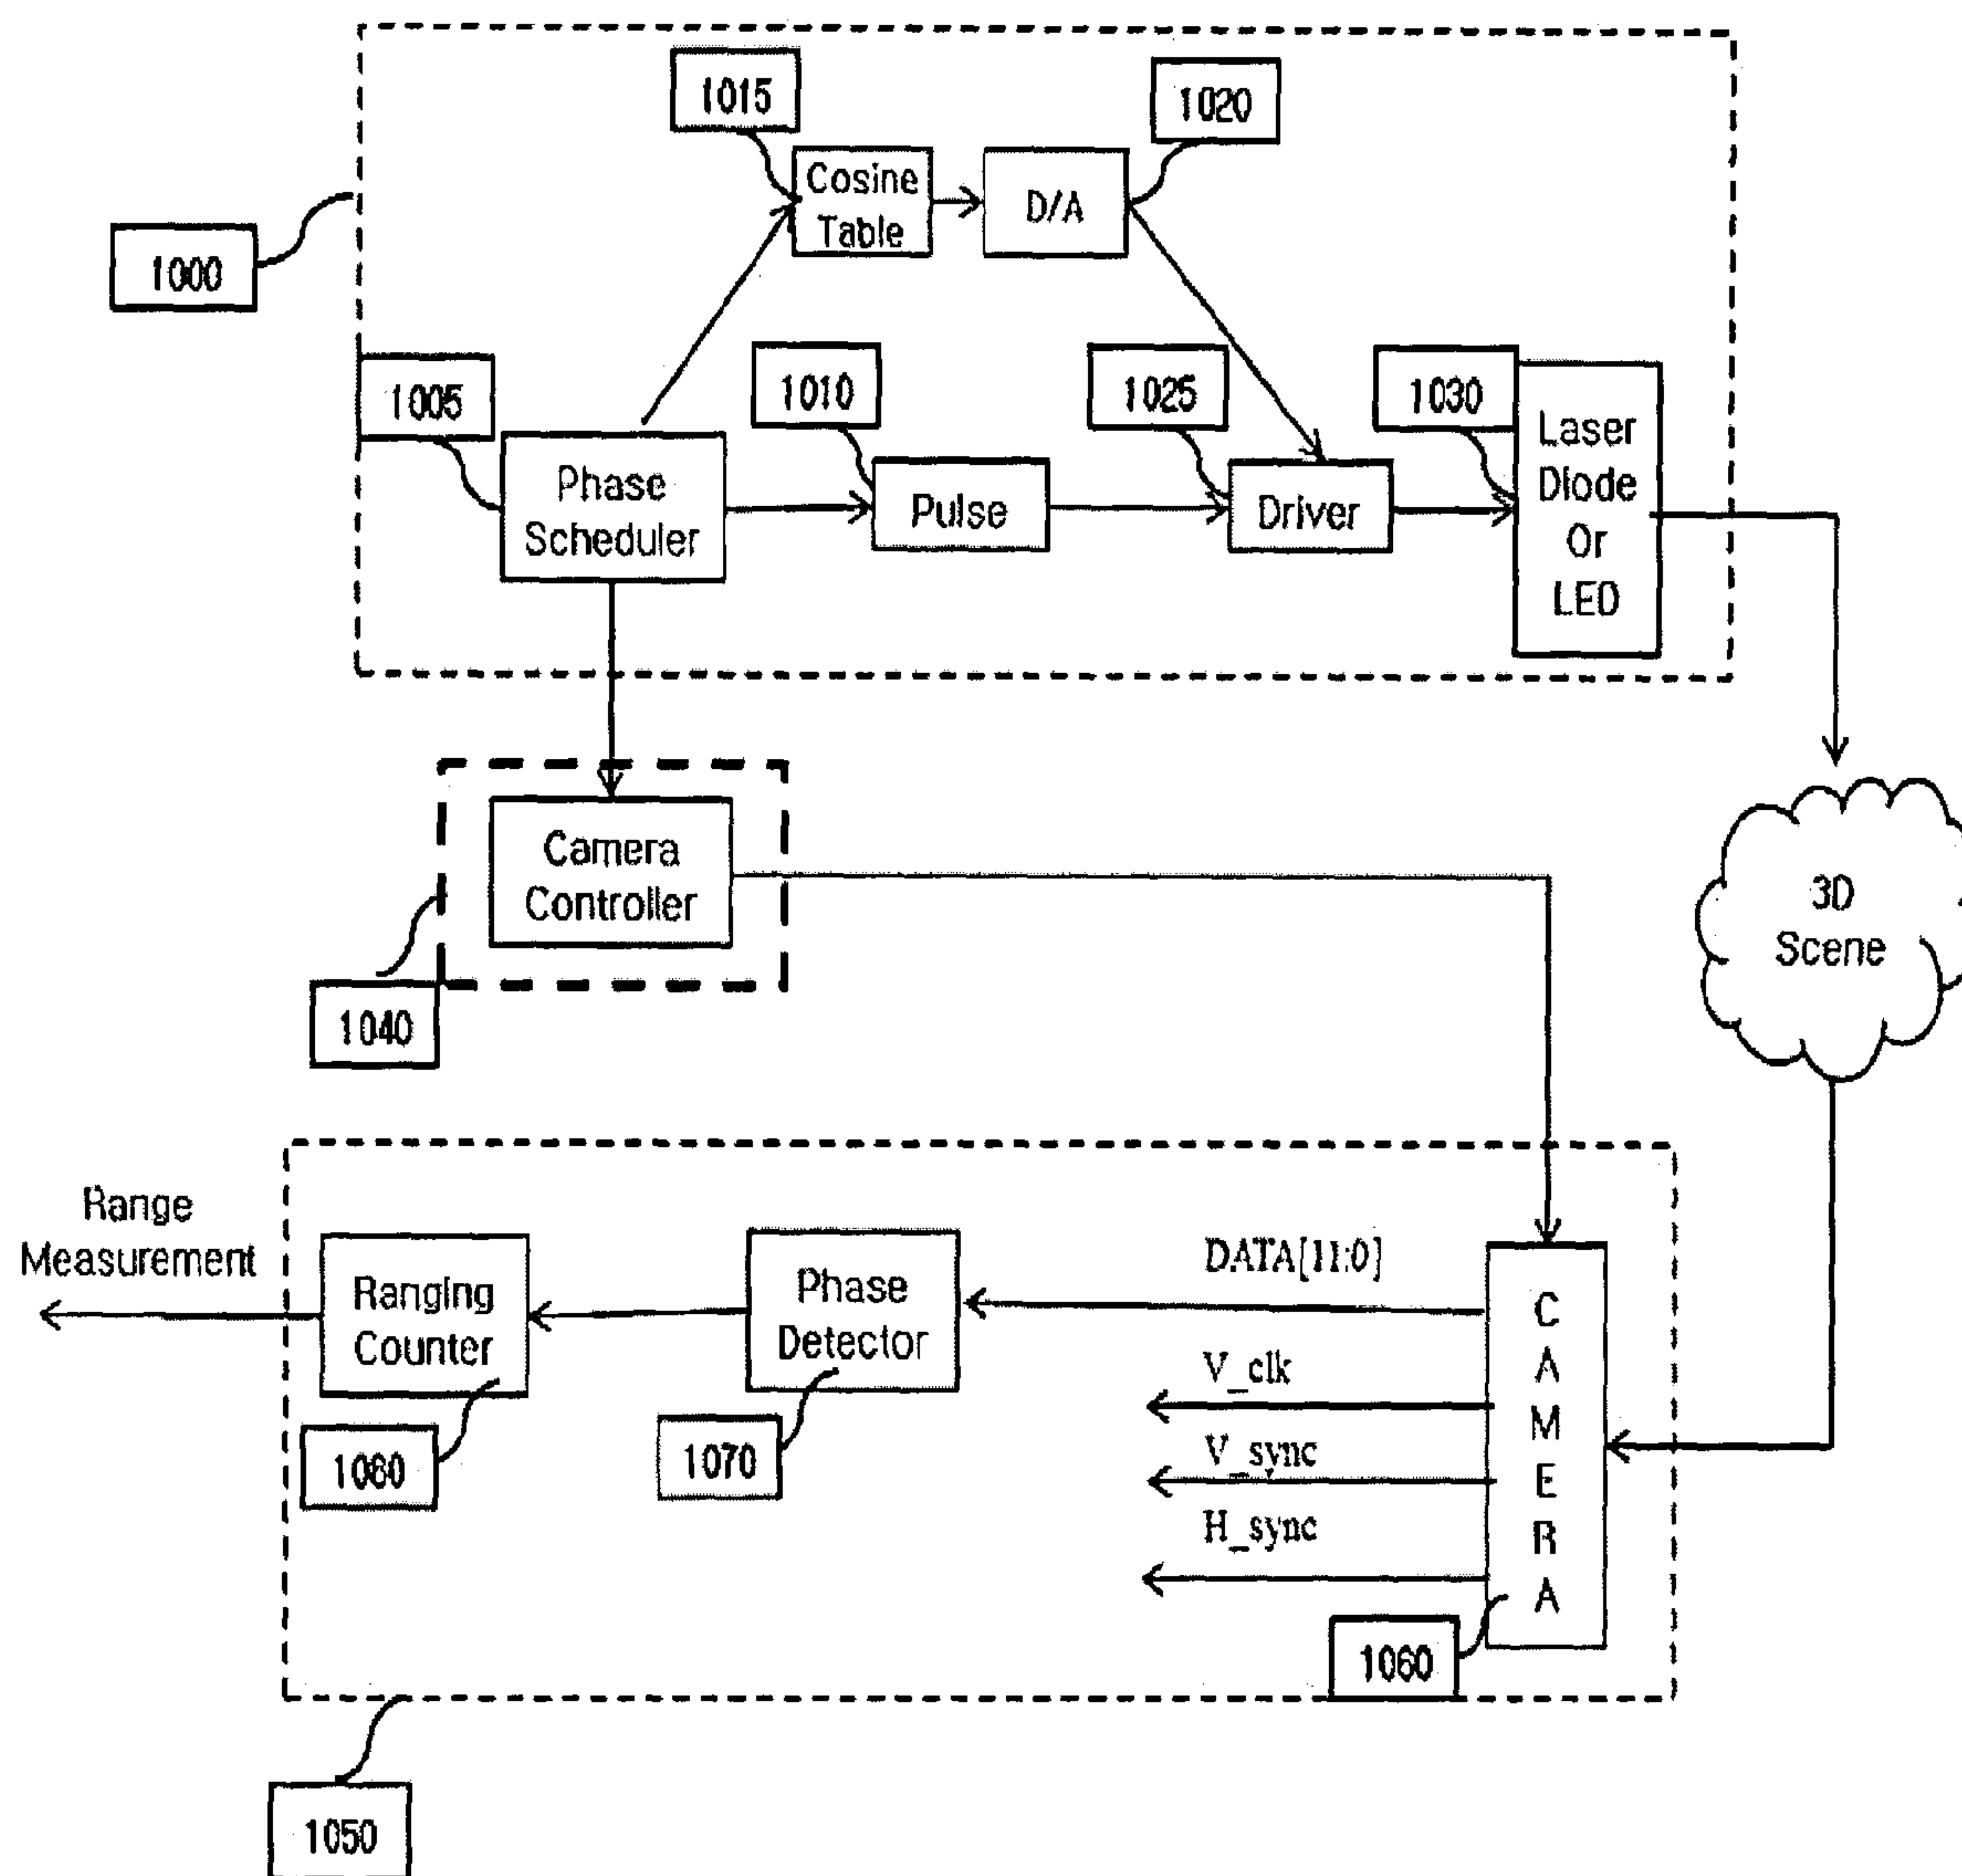 1015
1020
Cosine
Table
D/A
1000
1005
1010
1025
1030
Phase
Scheduler
Pulse
Driver
Laser
Diode
Or
LED
Camera
Controller
1040
3D
Scene
Range
Measurement
Ranging
Counter
Phase
Detector
DATA[11:0]
V_clk
V_sync
H_sync
CAMERA
1070
1060
1050